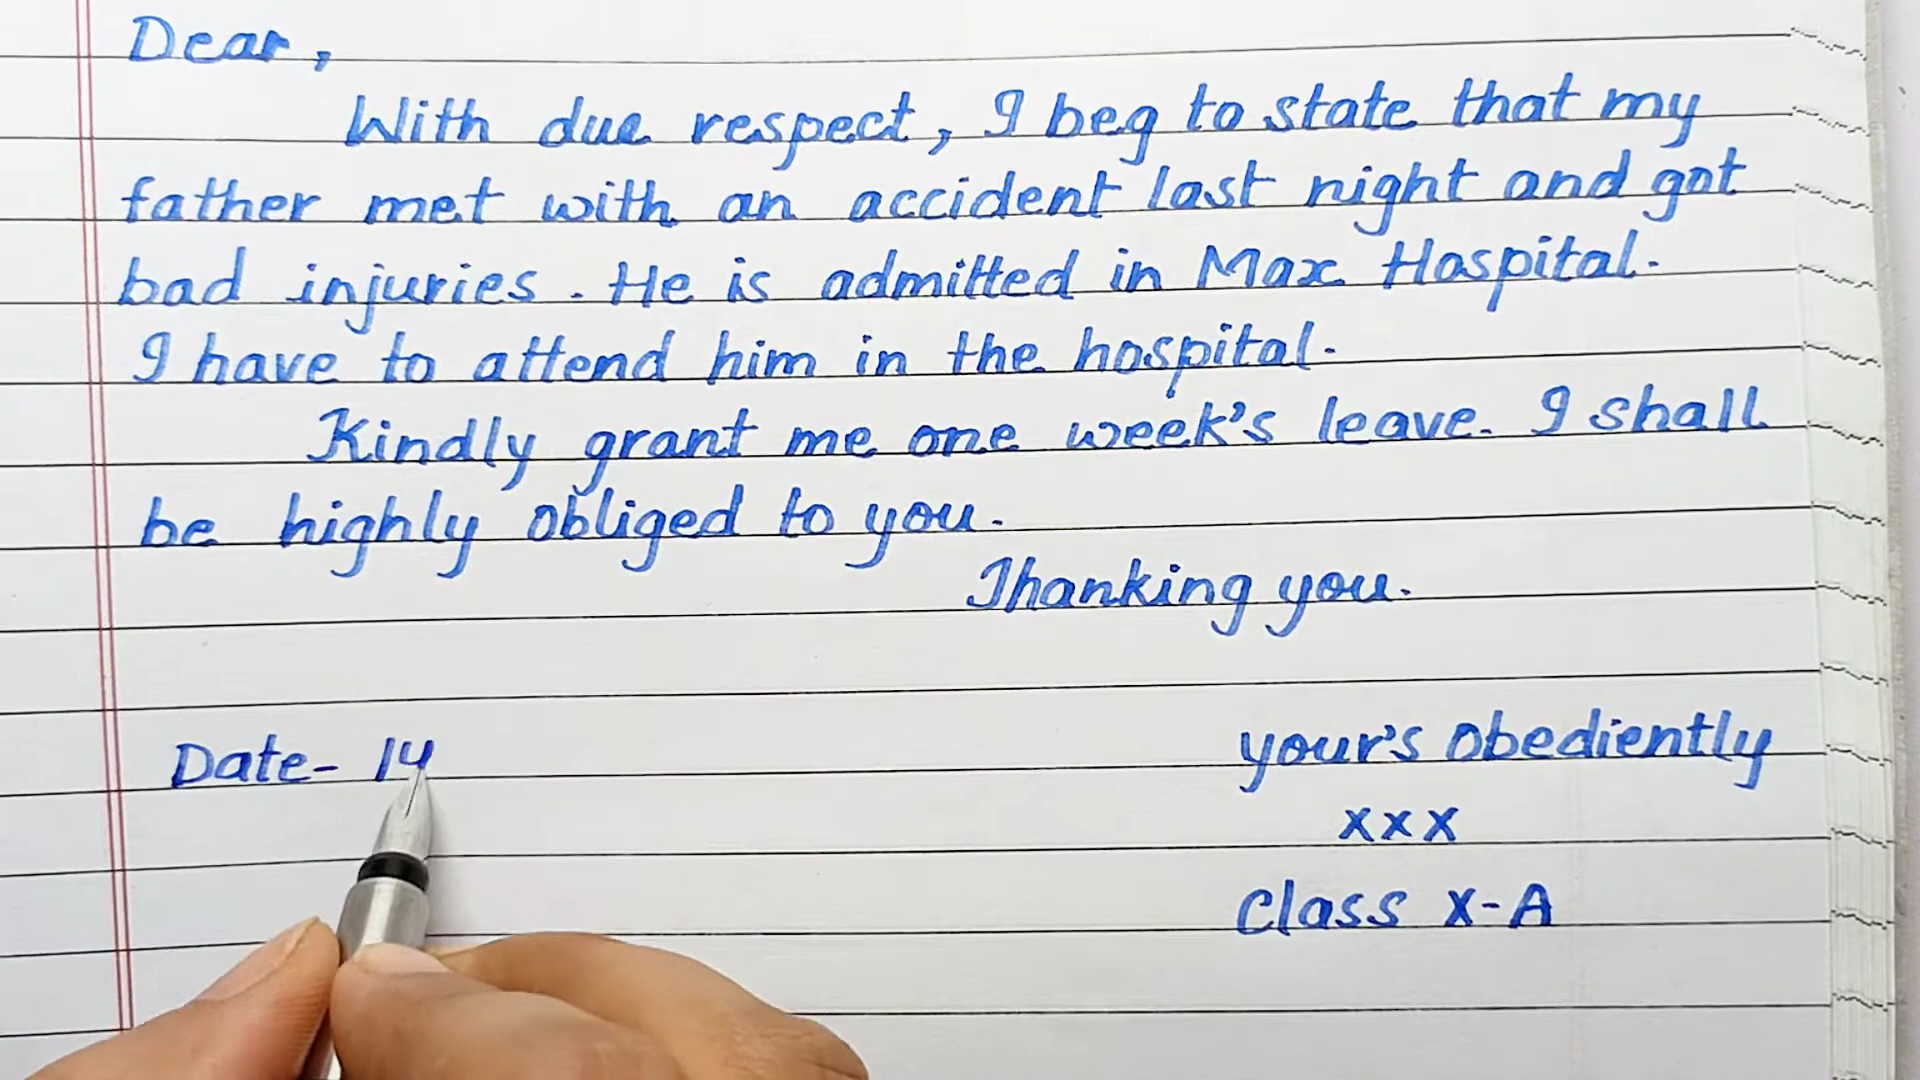 Dear,
With due respect, I beg to state that my
father met with an accident last night and got
bad injuries. He is admitted in Max Hospital.
I have to attend him in the hospital.
Kindly grant me one week's leave. I shall
be highly obliged to you.
Thanking you.
your's obediently
Date- 14
xxx
Class X-A